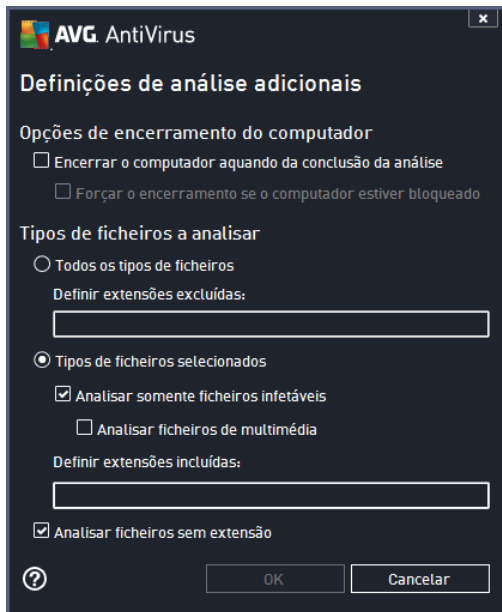 AVG. AntiVirus
Definições de análise adicionais
Opções de encerramento do computador
Encerrar o computador aquando da conclusão da análise
Forçar o encerramento se o computador estiver bloqueado
Tipos de ficheiros a analisar
Todos os tipos de ficheiros
Definir extensões excluídas:
Tipos de ficheiros selecionados
Analisar somente ficheiros infetáveis
Analisar ficheiros de multimédia
Definir extensões incluídas:
Analisar ficheiros sem extensão
OK Cancelar